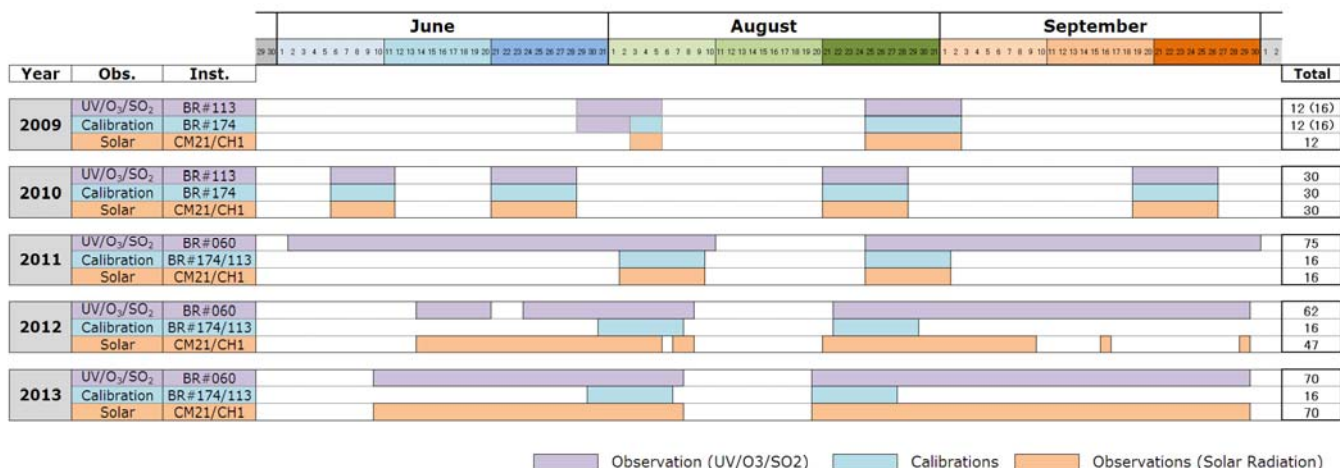 June August September
29 30 1 2 3 4 5 6 7 8 9 10 11 12 13 14 15 16 17 18 19 20 21 22 23 24 25 26 27 28 29 30 31 1 2 3 4 5 6 7 8 9 10 11 12 13 14 15 16 17 18 19 20 21 22 23 24 25 26 27 28 29 30 31 1 2 3 4 5 6 7 8 9 10 11 12 13 14 15 16 17 18 19 20 21 22 23 24 25 26 27 28 29 30 1 2
Year Obs. Inst. Total
2009 UV/O₃/SO₂ BR#113 12 (16)
Calibration BR#174 12 (16)
Solar CM21/CH1 12
2010 UV/O₃/SO₂ BR#113 30
Calibration BR#174 30
Solar CM21/CH1 30
2011 UV/O₃/SO₂ BR#060 75
Calibration BR#174/113 16
Solar CM21/CH1 16
2012 UV/O₃/SO₂ BR#060 62
Calibration BR#174/113 16
Solar CM21/CH1 47
2013 UV/O₃/SO₂ BR#060 70
Calibration BR#174/113 16
Solar CM21/CH1 70
Observation (UV/O3/SO2) Calibrations Observations (Solar Radiation)